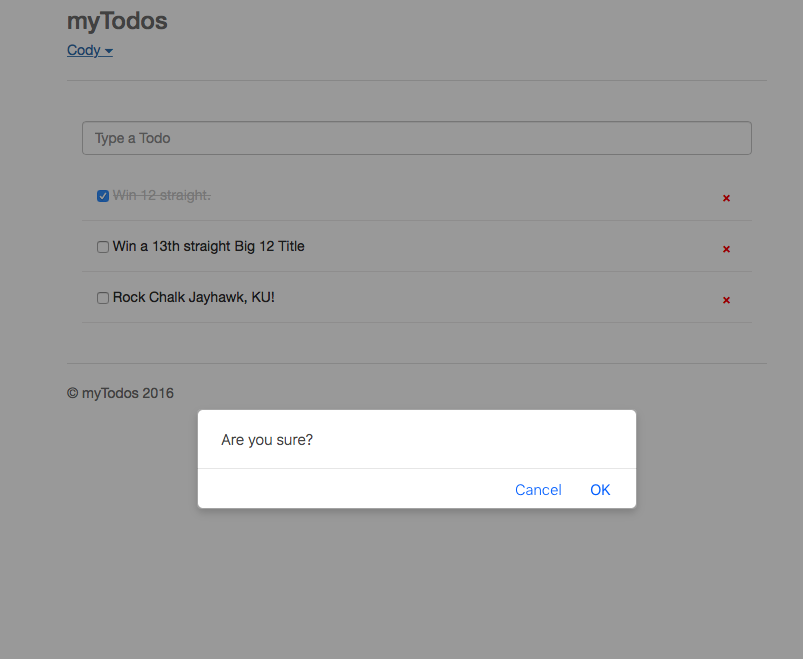 myTodos
Cody
Type a Todo
Win 12 straight.
Win a 13th straight Big 12 Title
Rock Chalk Jayhawk, KU!
© myTodos 2016
Are you sure?
Cancel OK